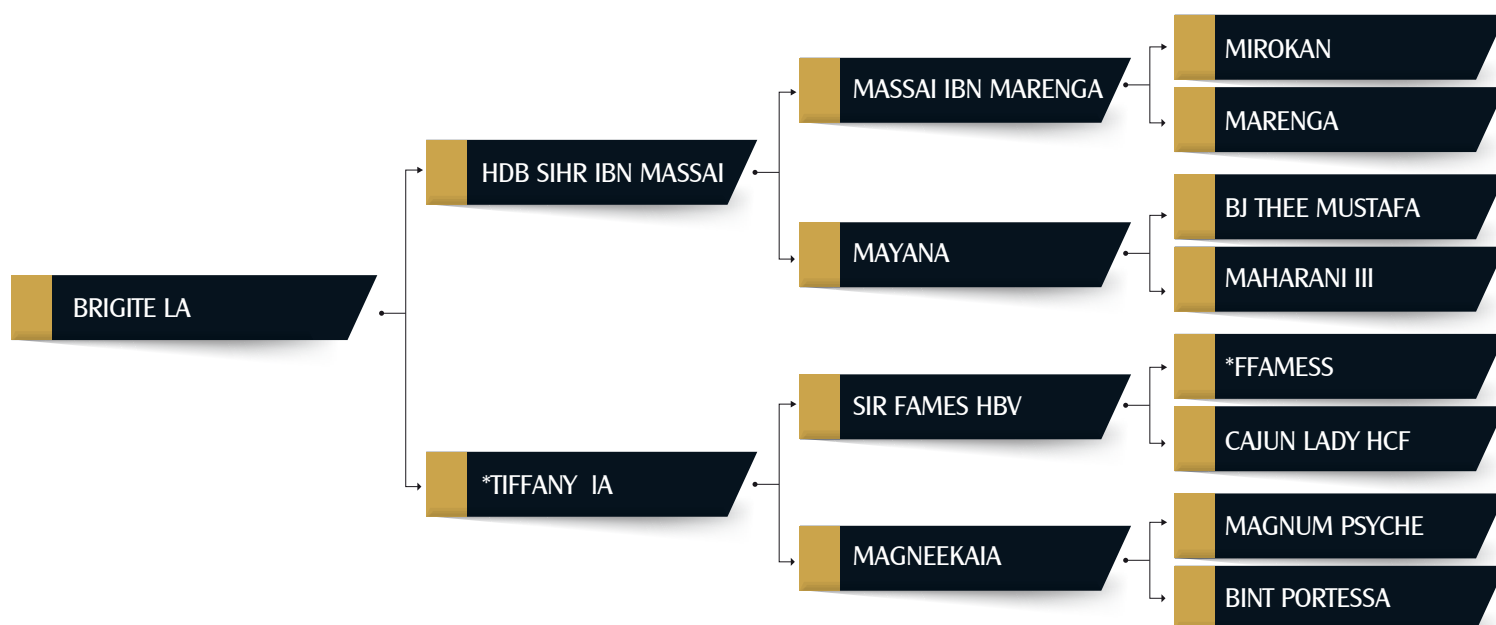 BRIGITE LA
HDB SIHR IBN MASSAI
*TIFFANY  IA
MASSAI IBN MARENGA
MAYANA
SIR FAMES HBV
MAGNEEKAIA
MIROKAN
MARENGA
BJ THEE MUSTAFA
MAHARANI III
*FFAMESS
CAJUN LADY HCF
MAGNUM PSYCHE
BINT PORTESSA